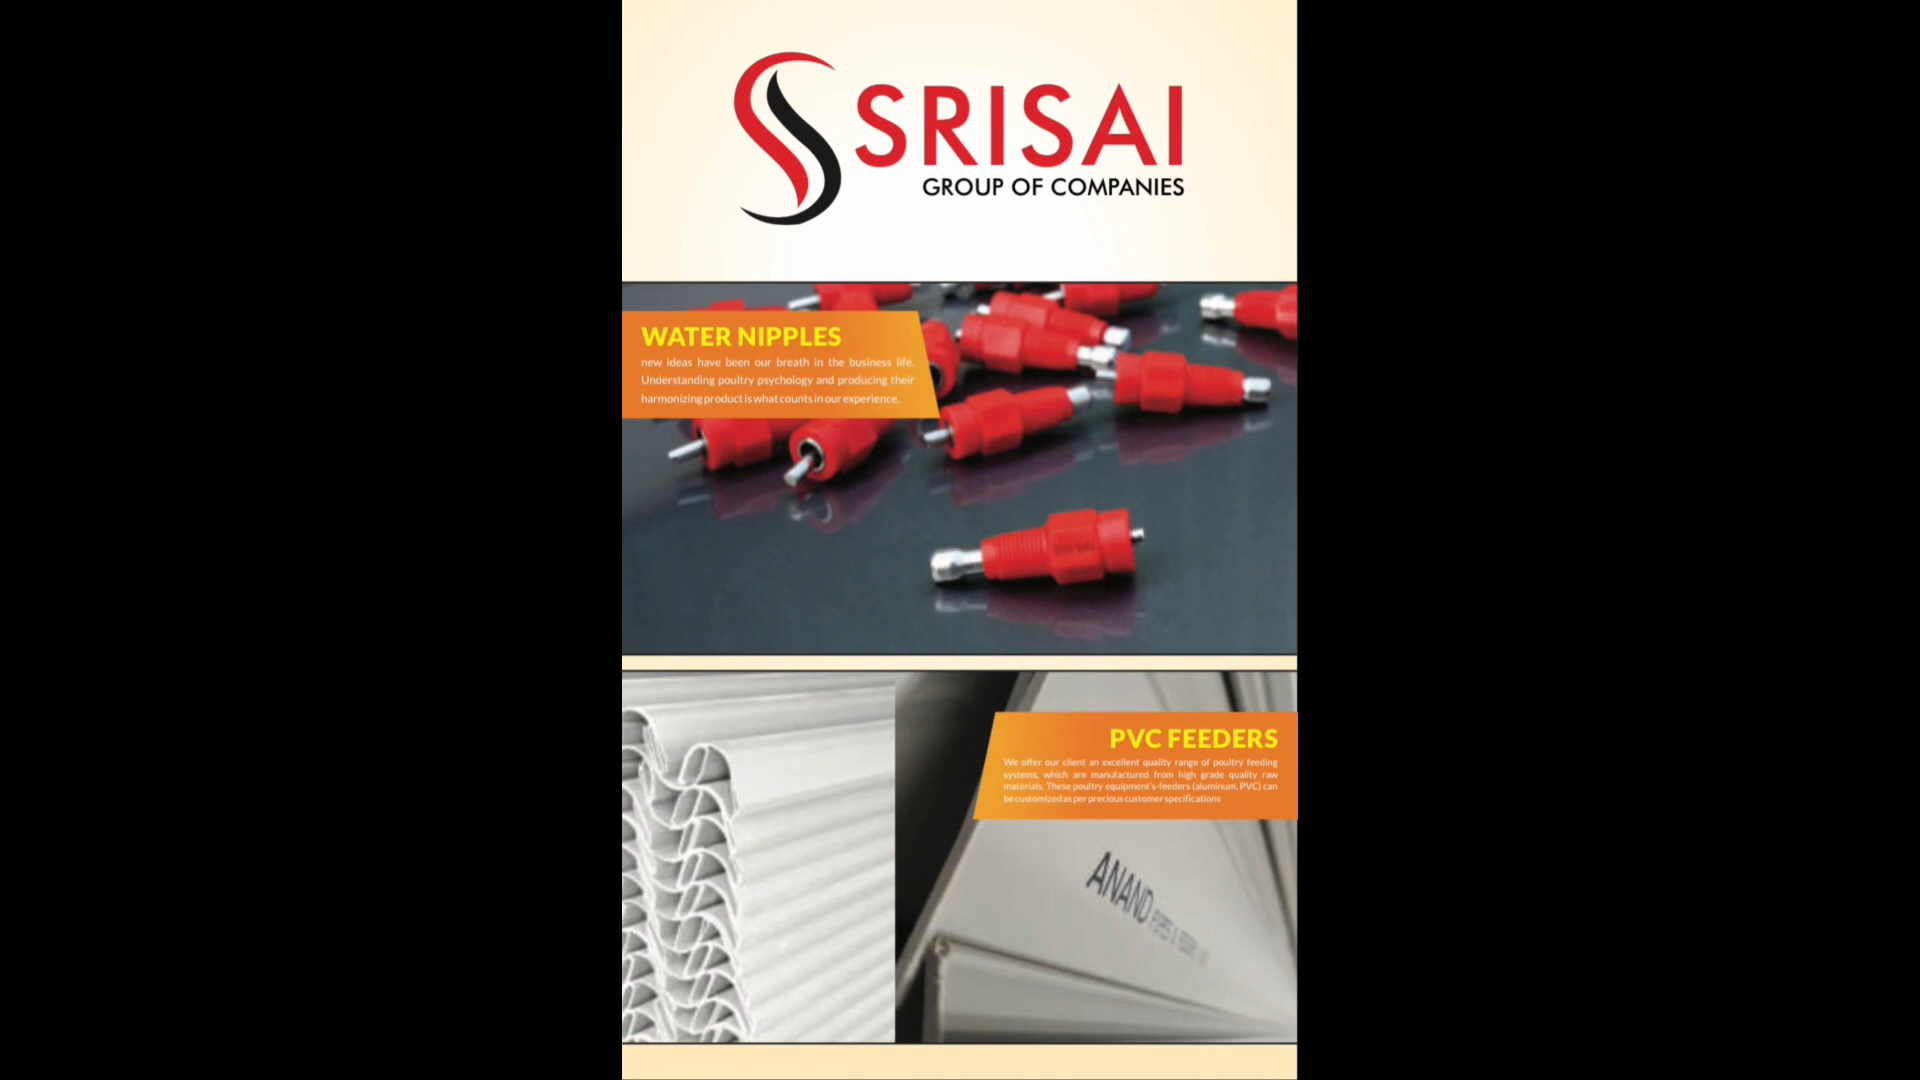 SRISAI
GROUP OF COMPANIES
WATER NIPPLES
new ideas have been our breath in the business life.
Understanding poultry psychology and producing their
harmonizing product is what counts in our experience.
PVC FEEDERS
We offer our client an excellent quality range of poultry feeding
systems, which are manufactured from high grade quality raw
materials. These poultry equipment's-feeders (aluminum, PVC) can
be customized as per precious customer specifications
ANAND